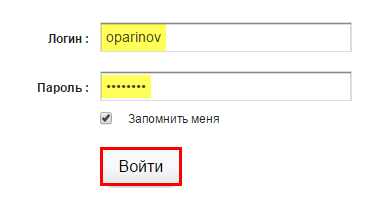 Логин : oparinov
Пароль : ••••••••
Запомнить меня
Войти